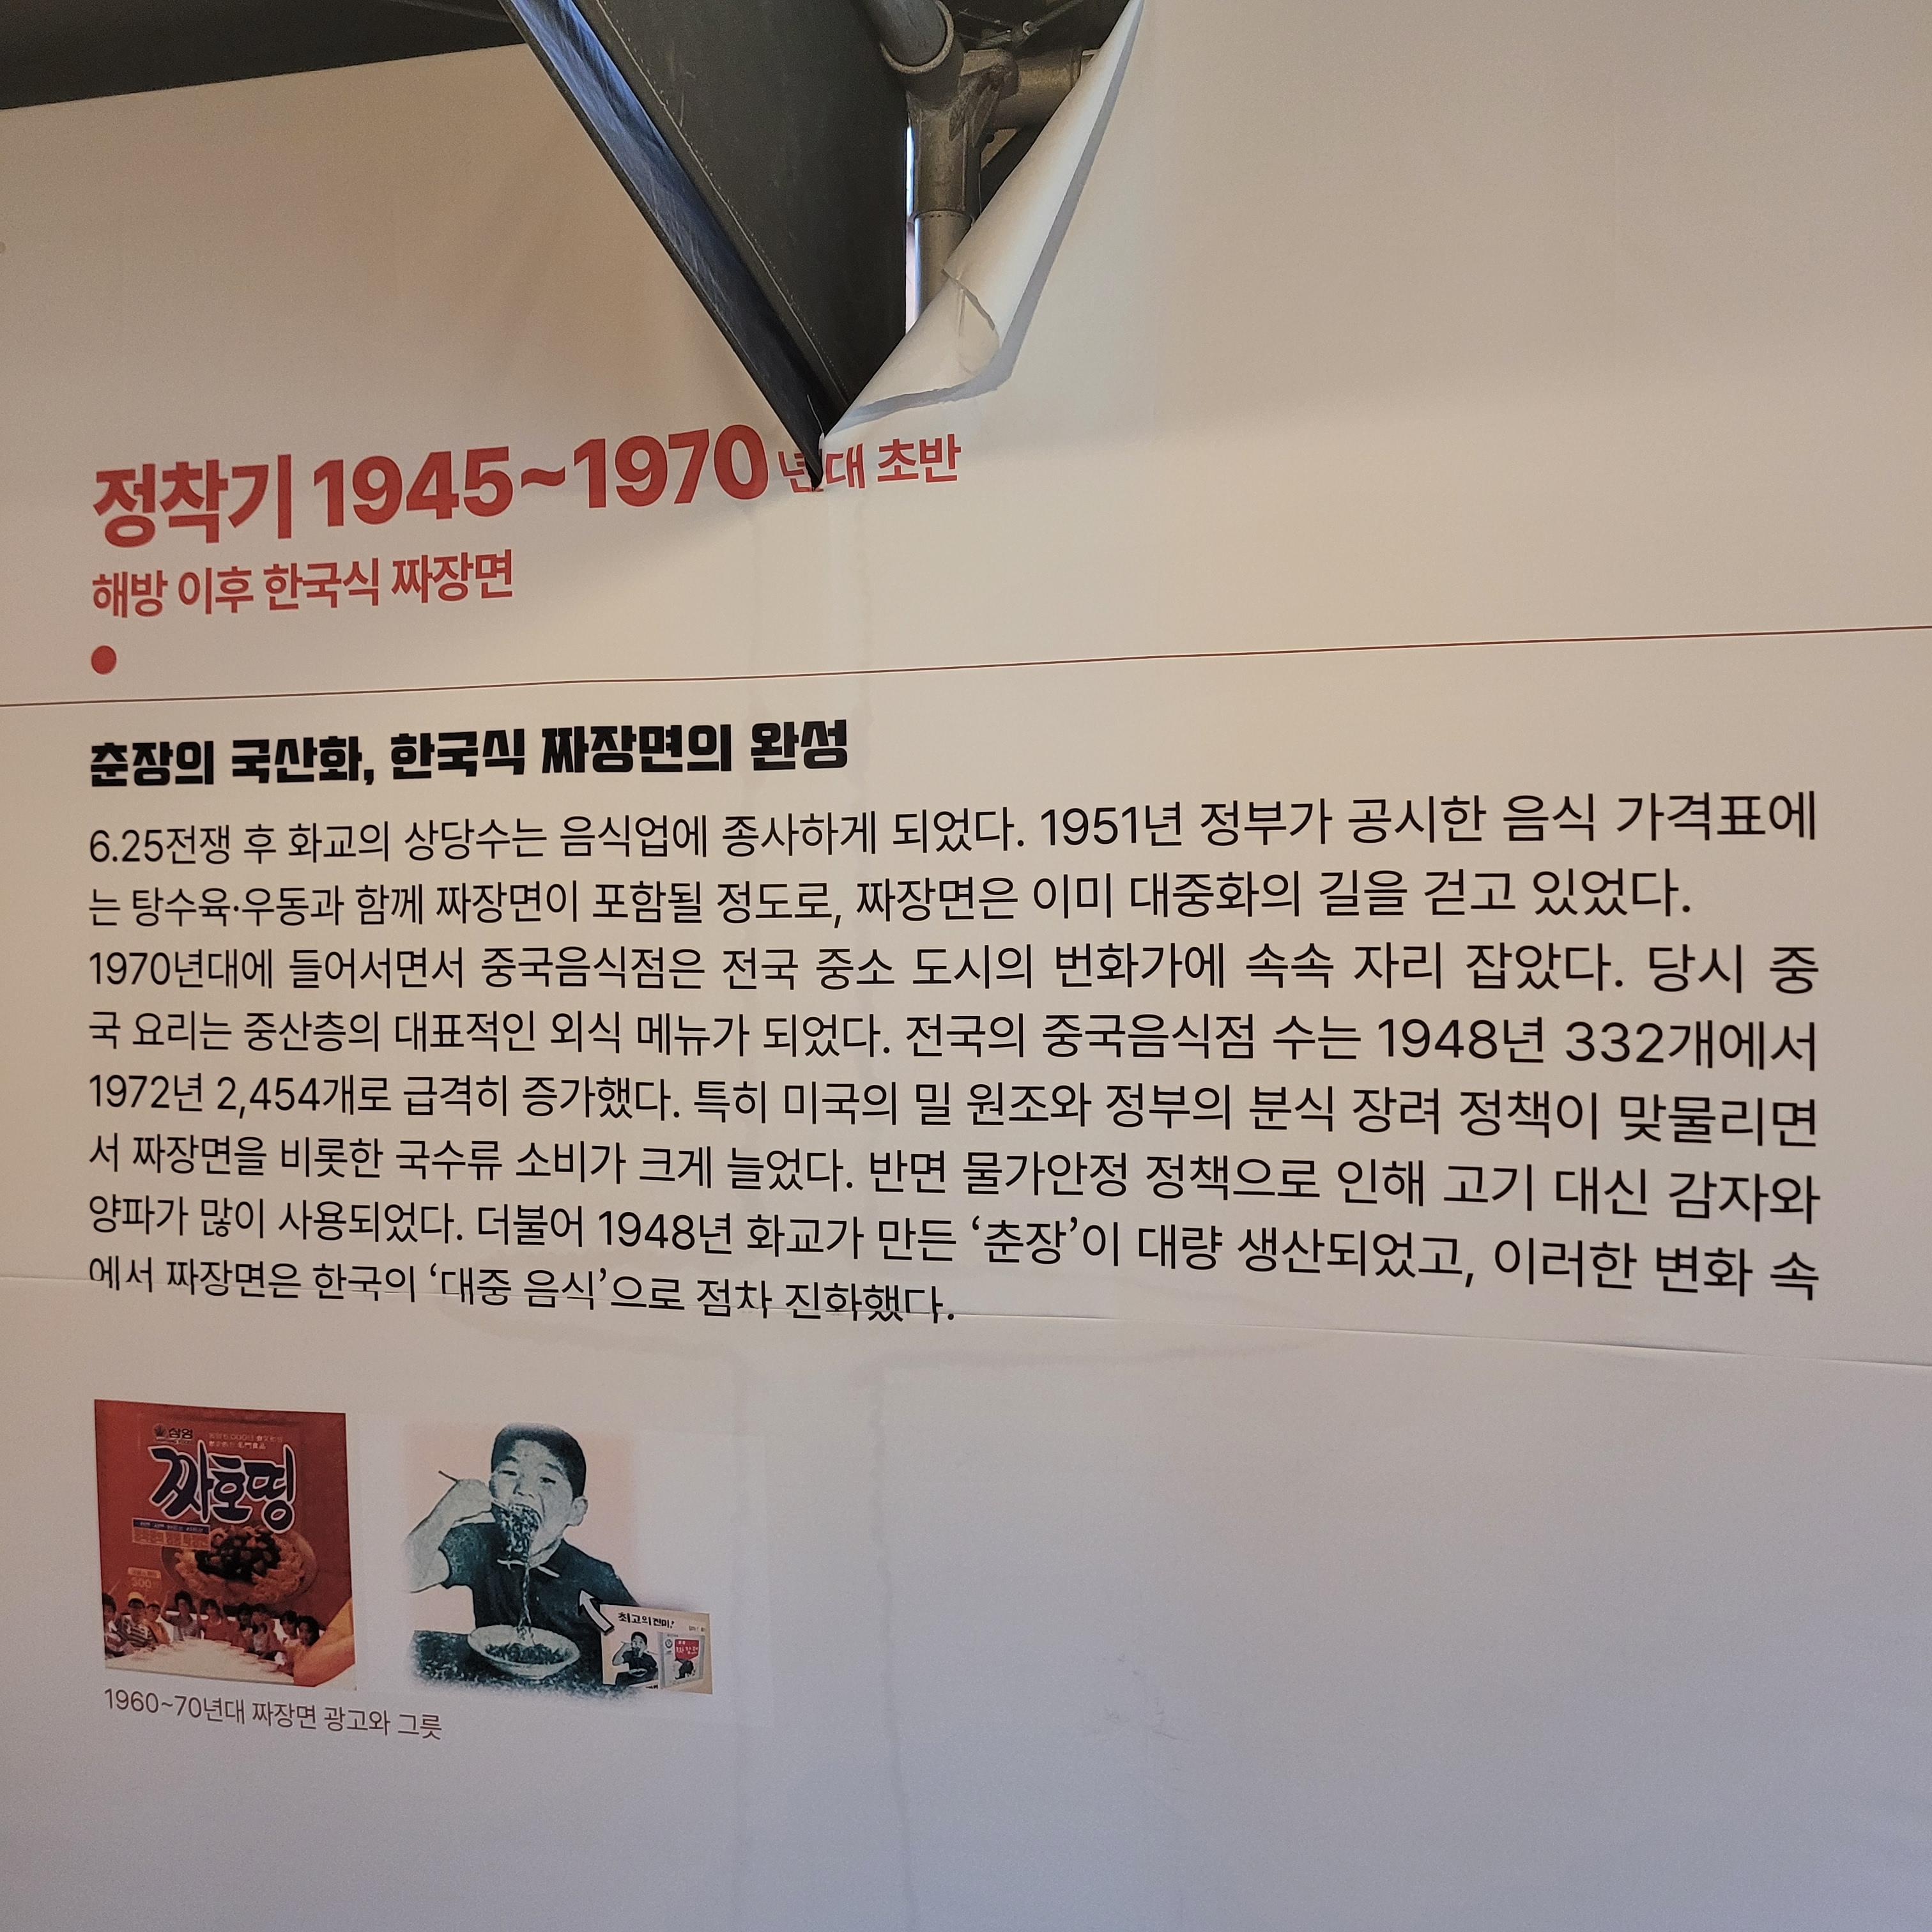 정착기 1945~1970년대 초반
해방 이후 한국식 짜장면
춘장의 국산화, 한국식 짜장면의 완성
6.25전쟁 후 화교의 상당수는 음식업에 종사하게 되었다. 1951년 정부가 공시한 음식 가격표에
는 탕수육·우동과 함께 짜장면이 포함될 정도로, 짜장면은 이미 대중화의 길을 걷고 있었다.
1970년대에 들어서면서 중국음식점은 전국 중소 도시의 번화가에 속속 자리 잡았다. 당시 중
국 요리는 중산층의 대표적인 외식 메뉴가 되었다. 전국의 중국음식점 수는 1948년 332개에서
1972년 2,454개로 급격히 증가했다. 특히 미국의 밀 원조와 정부의 분식 장려 정책이 맞물리면
서 짜장면을 비롯한 국수류 소비가 크게 늘었다. 반면 물가안정 정책으로 인해 고기 대신 감자와
양파가 많이 사용되었다. 더불어 1948년 화교가 만든 ‘춘장’이 대량 생산되었고, 이러한 변화 속
에서 짜장면은 한국의 ‘대중 음식’으로 점차 진화했다.
삼영
짜호띵
최고의 진미!
짜장면
1960~70년대 짜장면 광고와 그릇